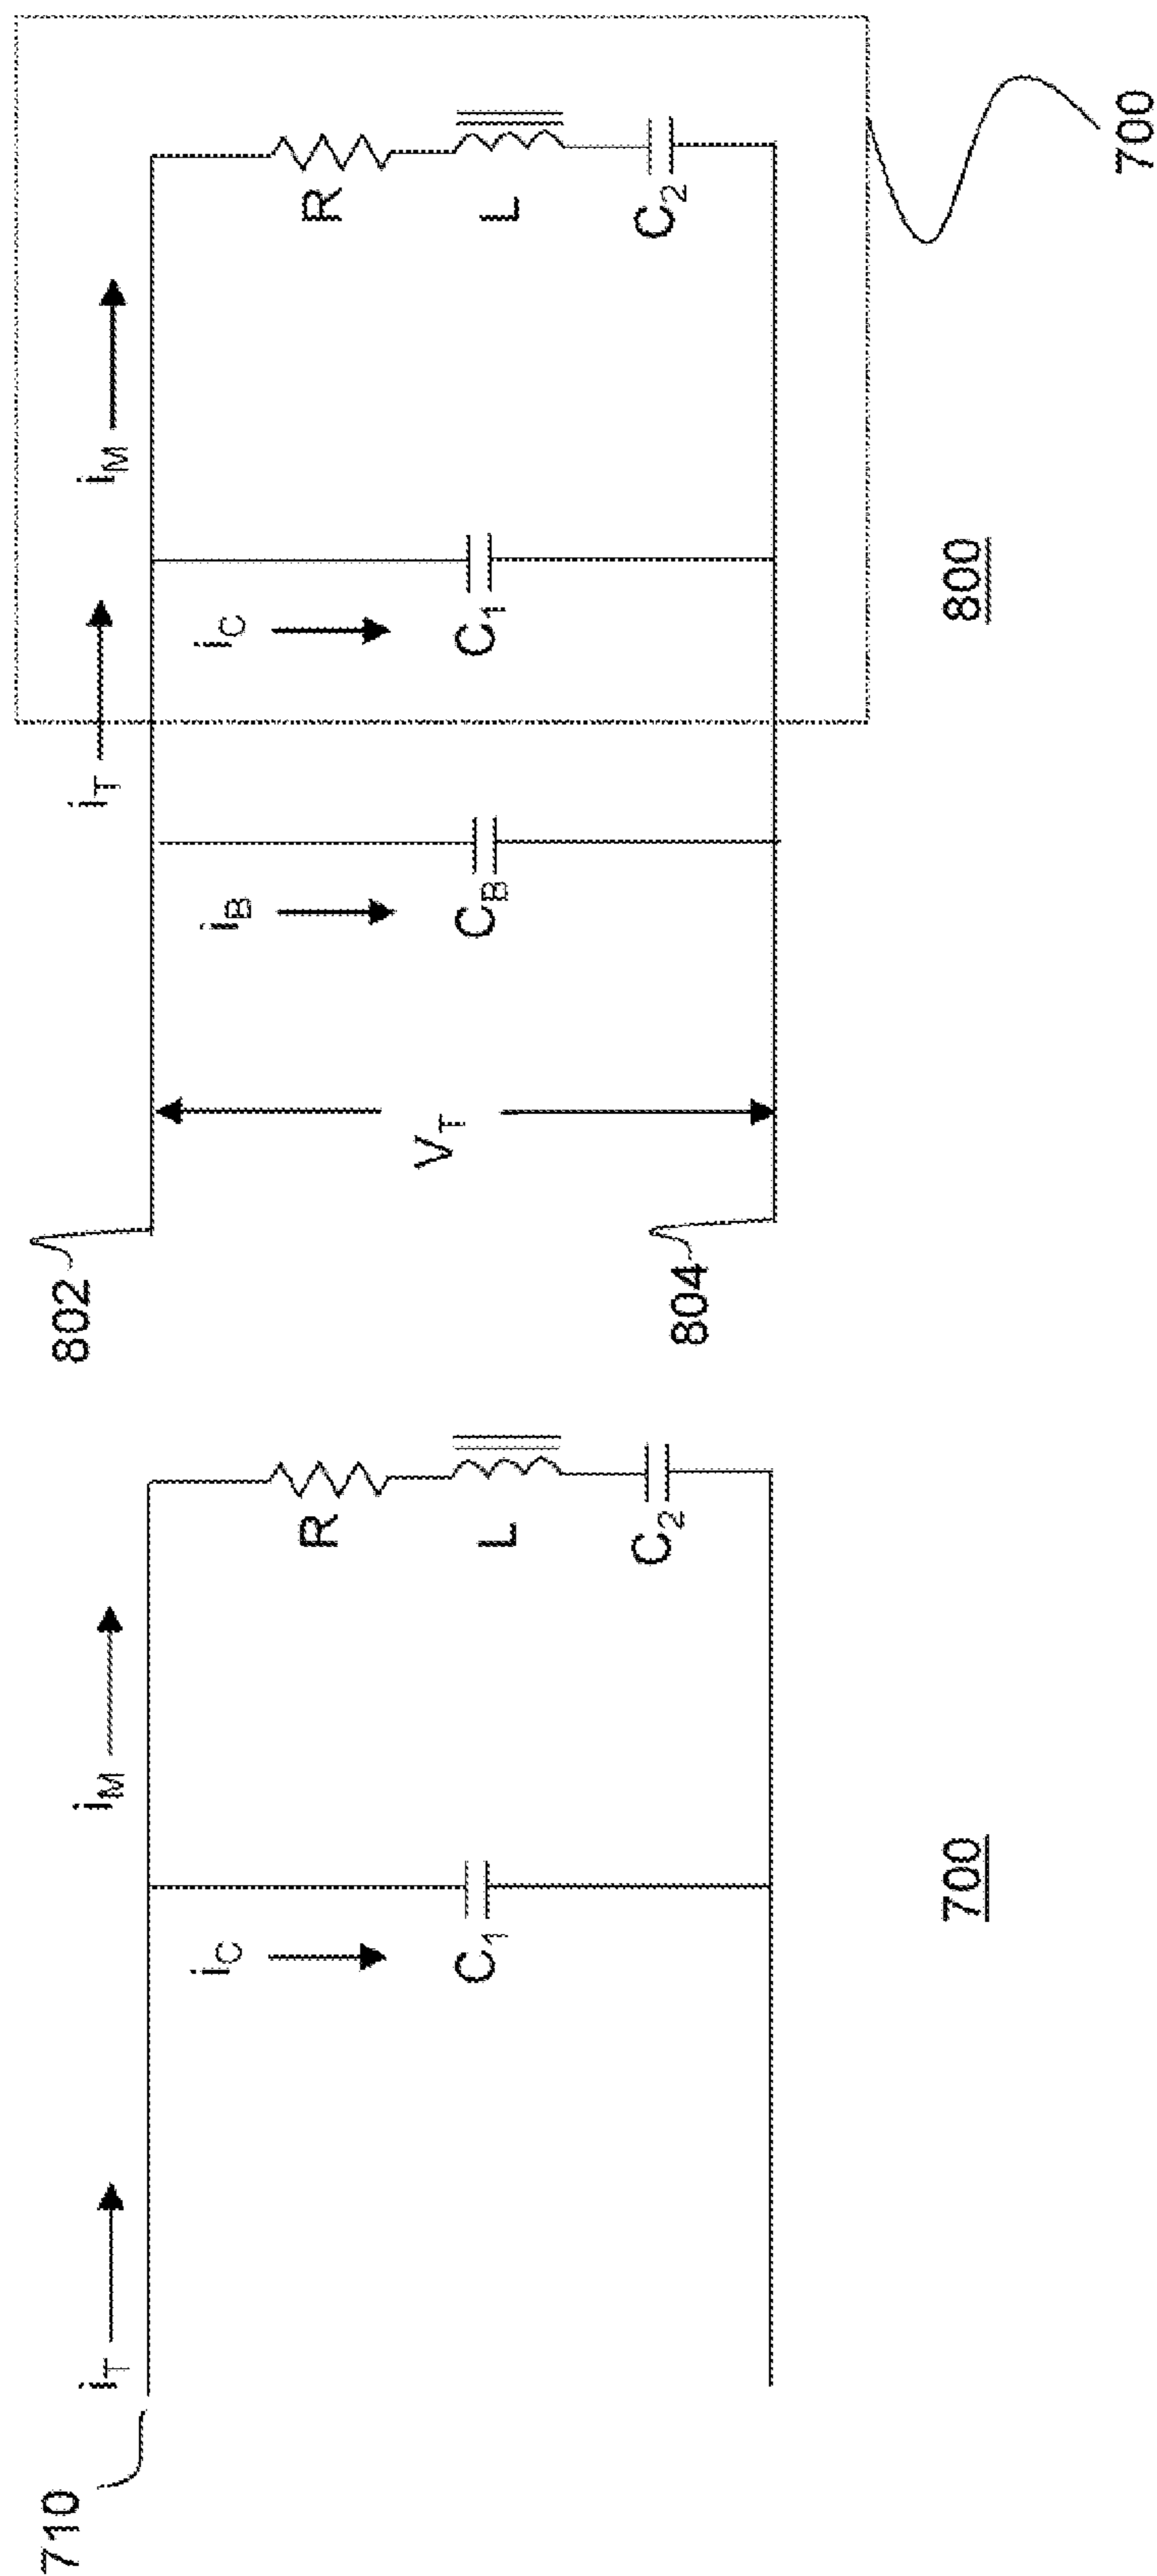 710
i_T
i_M
i_C
C_1
R
L
C_2
700
802
804
V_T
i_B
C_B
i_T
i_C
C_1
i_M
R
L
C_2
800
700